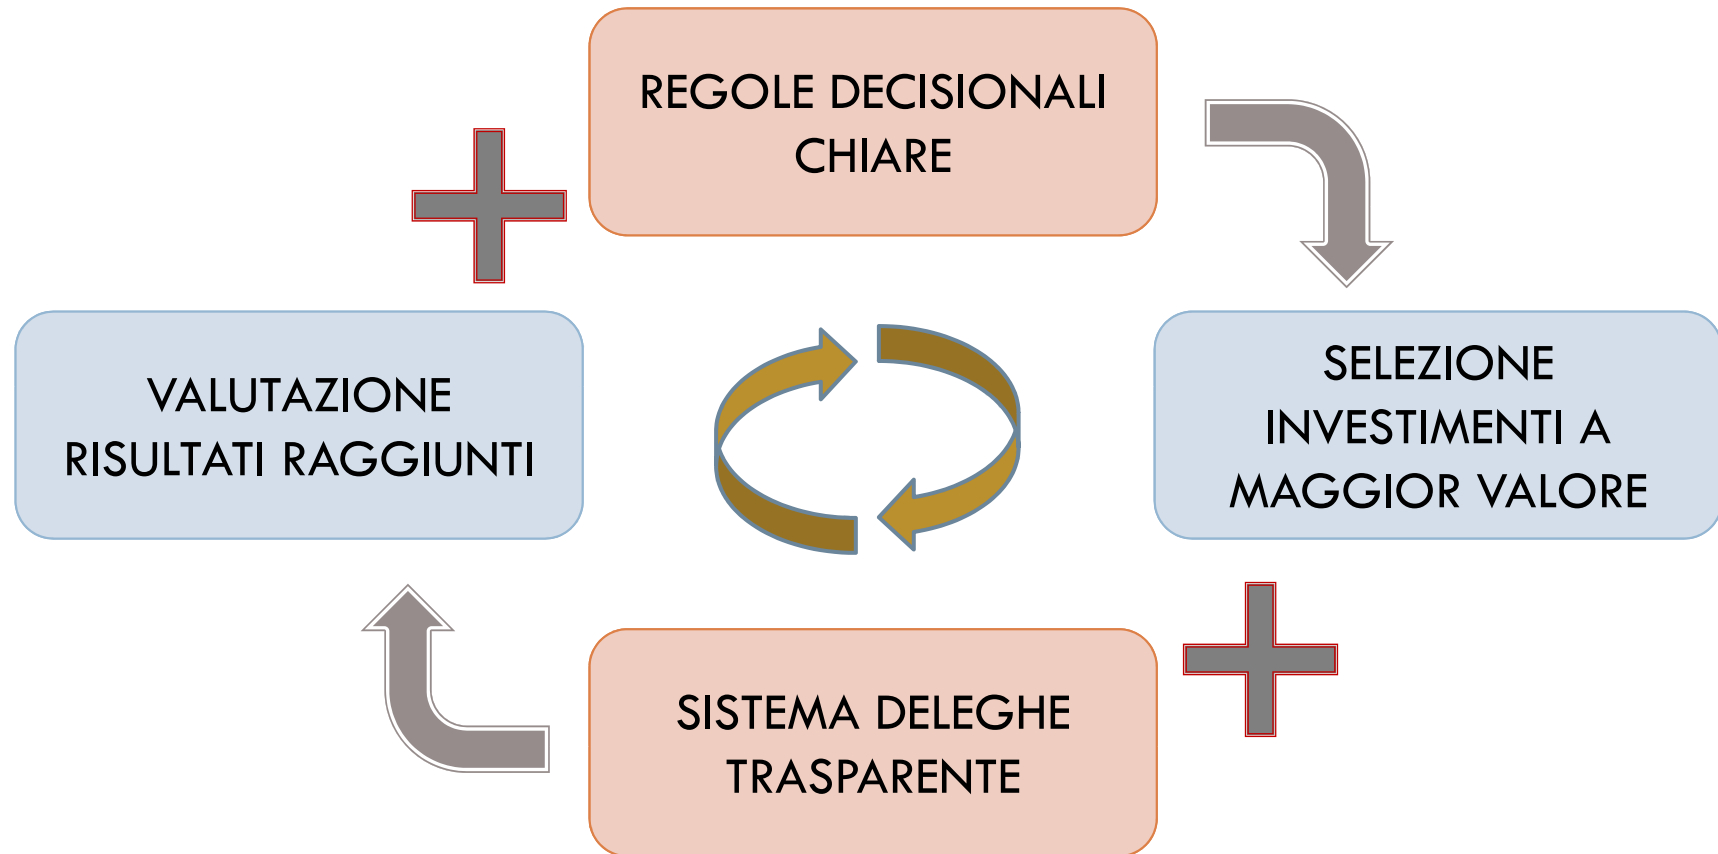 REGOLE DECISIONALI
CHIARE
VALUTAZIONE
RISULTATI RAGGIUNTI
SELEZIONE
INVESTIMENTI A
MAGGIOR VALORE
SISTEMA DELEGHE
TRASPARENTE